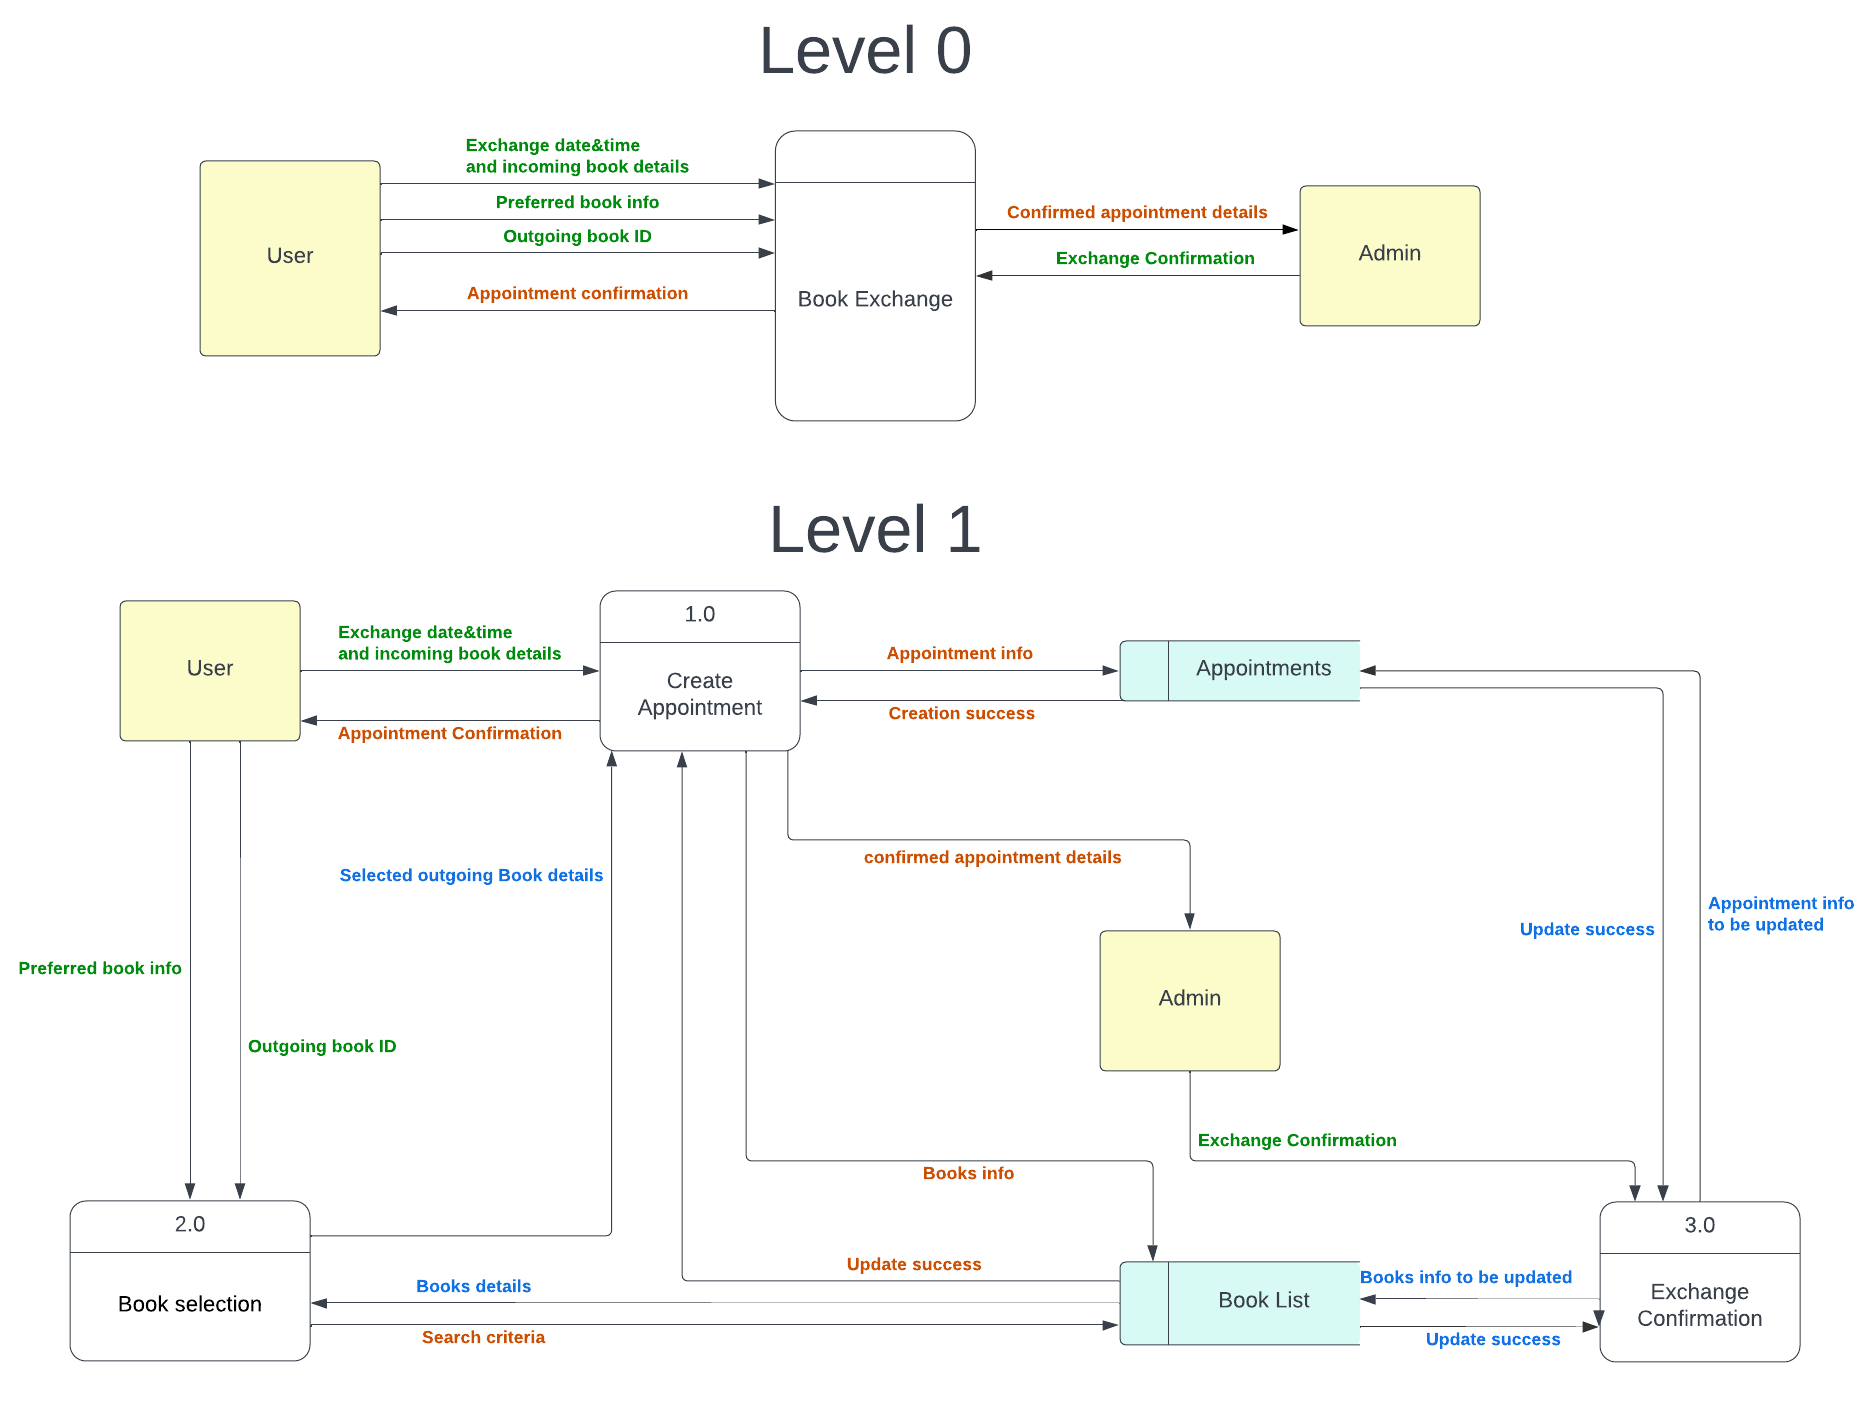 Level 0
Exchange date&time
and incoming book details
Preferred book info
Outgoing book ID
Appointment confirmation
User
Book Exchange
Confirmed appointment details
Exchange Confirmation
Admin
Level 1
User
Exchange date&time
and incoming book details
Appointment Confirmation
1.0
Create
Appointment
Appointment info
Creation success
Appointments
Selected outgoing Book details
confirmed appointment details
Admin
Update success
Appointment info
to be updated
Preferred book info
Outgoing book ID
Exchange Confirmation
Books info
2.0
Book selection
Update success
Books details
Search criteria
Book List
Books info to be updated
Update success
3.0
Exchange
Confirmation